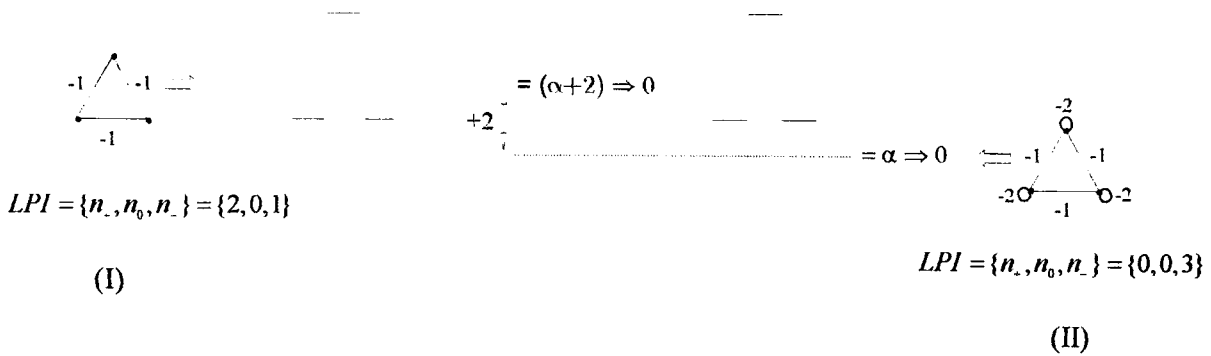 -1 -1
-1
= (α+2) ⇒ 0
+2
= α ⇒ 0
-2
-1 -1
-2 -2
-1
LPI = {n₊, n₀, n₋} = {2, 0, 1}
LPI = {n₊, n₀, n₋} = {0, 0, 3}
(I)
(II)